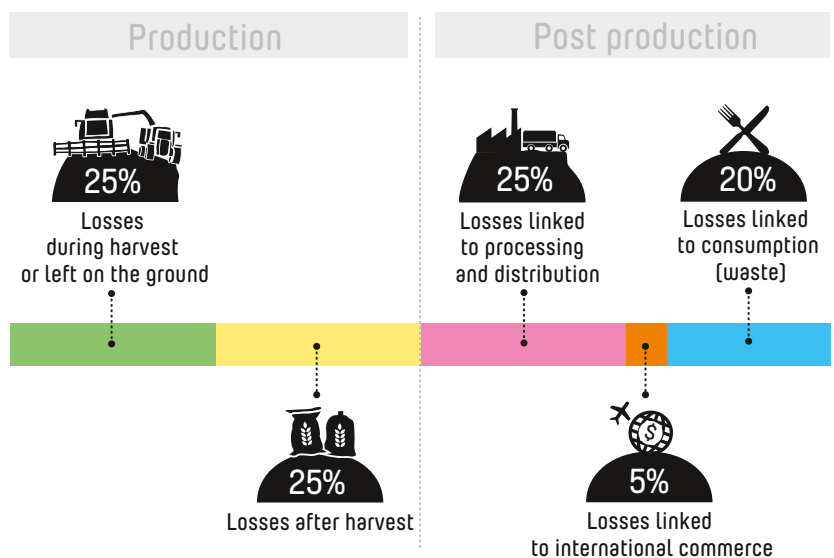 Production
Post production
25%
Losses
during harvest
or left on the ground
25%
Losses after harvest
25%
Losses linked
to processing
and distribution
$
5%
Losses linked
to international commerce
20%
Losses linked
to consumption
(waste)